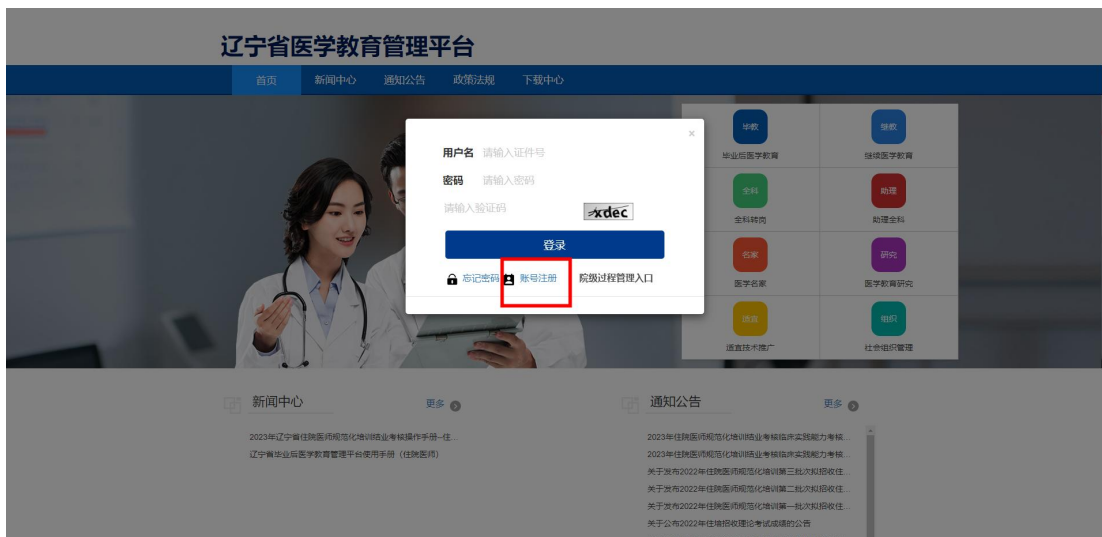 辽宁省医学教育管理平台
首页 新闻中心 通知公告 政策法规 下载中心
×
用户名 请输入证件号
密码 请输入密码
请输入验证码 xdec
登录
忘记密码 账号注册 院级过程管理入口
毕教 继教
毕业后医学教育 继续医学教育
全科 助理
全科转岗 助理全科
名家 研究
医学名家 医学教育研究
适宜 组织
适宜技术推广 社会组织管理
新闻中心 更多
2023年辽宁省住院医师规范化培训结业考核操作手册--住...
辽宁省毕业后医学教育管理平台使用手册（住院医师）
通知公告 更多
2023年住院医师规范化培训结业考核临床实践能力考核...
2023年住院医师规范化培训结业考核临床实践能力考核...
关于发布2022年住院医师规范化培训第三批次拟招收住...
关于发布2022年住院医师规范化培训第二批次拟招收住...
关于发布2022年住院医师规范化培训第一批次拟招收住...
关于公布2022年住培招收理论考试成绩的公告